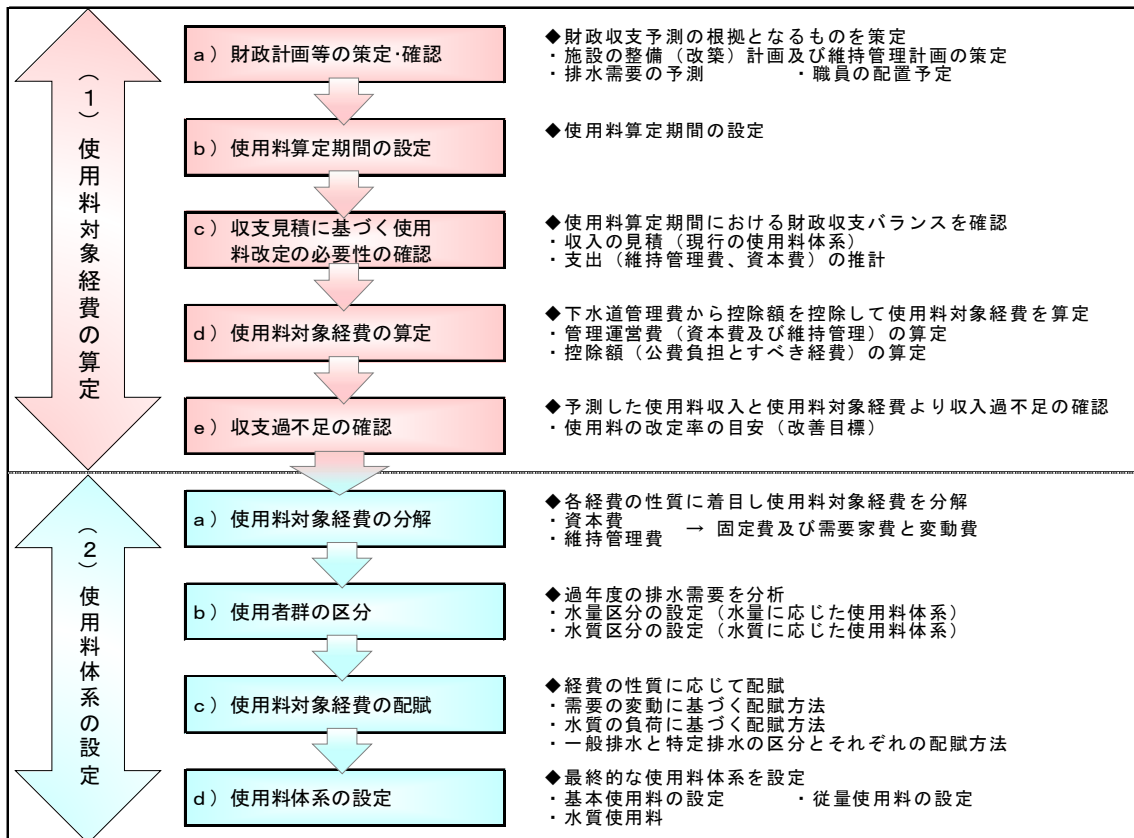 （１）使用料対象経費の算定
a）財政計画等の策定･確認
◆財政収支予測の根拠となるものを策定
・施設の整備（改築）計画及び維持管理計画の策定
・排水需要の予測　　・職員の配置予定
b）使用料算定期間の設定
◆使用料算定期間の設定
c）収支見積に基づく使用
料改定の必要性の確認
◆使用料算定期間における財政収支バランスを確認
・収入の見積（現行の使用料体系）
・支出（維持管理費、資本費）の推計
d）使用料対象経費の算定
◆下水道管理費から控除額を控除して使用料対象経費を算定
・管理運営費（資本費及び維持管理）の算定
・控除額（公費負担とすべき経費）の算定
e）収支過不足の確認
◆予測した使用料収入と使用料対象経費より収入過不足の確認
・使用料の改定率の目安（改善目標）
（２）使用料体系の設定
a）使用料対象経費の分解
◆各経費の性質に着目し使用料対象経費を分解
・資本費
・維持管理費　→ 固定費及び需要家費と変動費
b）使用者群の区分
◆過年度の排水需要を分析
・水量区分の設定（水量に応じた使用料体系）
・水質区分の設定（水質に応じた使用料体系）
c）使用料対象経費の配賦
◆経費の性質に応じて配賦
・需要の変動に基づく配賦方法
・水質の負荷に基づく配賦方法
・一般排水と特定排水の区分とそれぞれの配賦方法
d）使用料体系の設定
◆最終的な使用料体系を設定
・基本使用料の設定　　・従量使用料の設定
・水質使用料